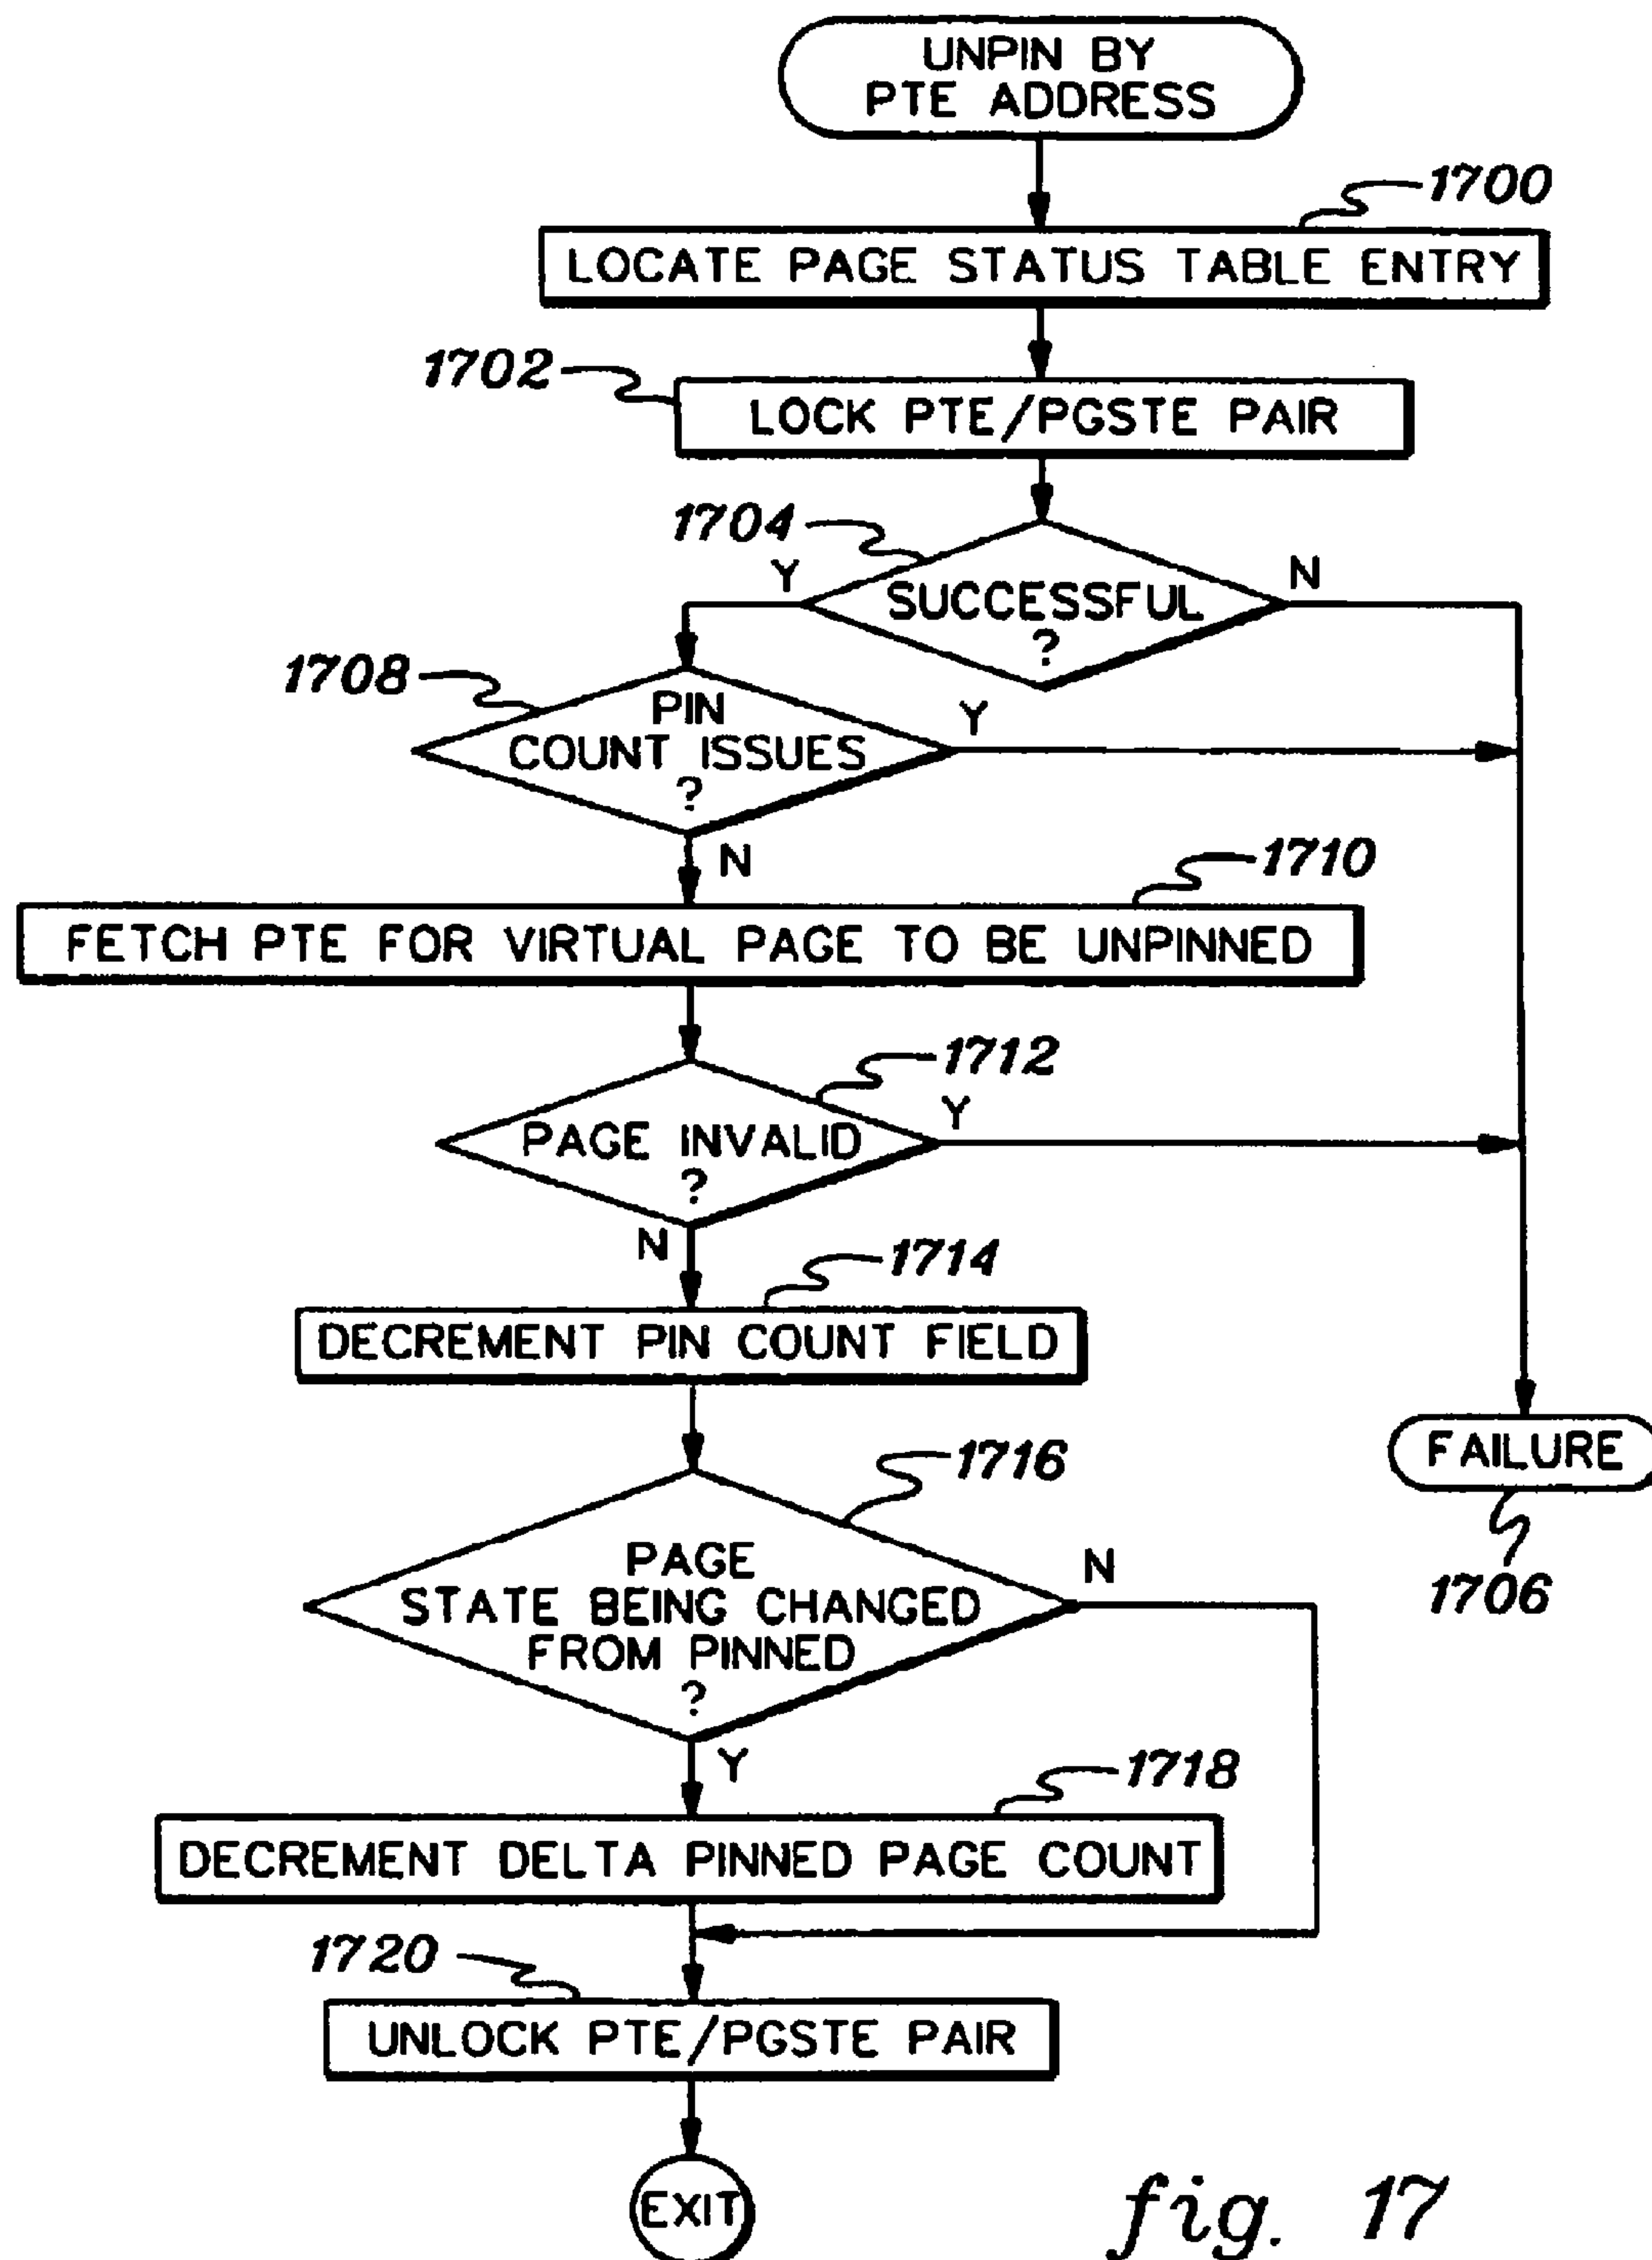 UNPIN BY
PTE ADDRESS
1700
LOCATE PAGE STATUS TABLE ENTRY
1702
LOCK PTE/PGSTE PAIR
1704
Y
N
SUCCESSFUL
?
1708
PIN
COUNT ISSUES
?
Y
N
1710
FETCH PTE FOR VIRTUAL PAGE TO BE UNPINNED
1712
PAGE INVALID
?
Y
N
1714
DECREMENT PIN COUNT FIELD
FAILURE
1706
1716
PAGE
STATE BEING CHANGED
FROM PINNED
?
N
Y
1718
DECREMENT DELTA PINNED PAGE COUNT
1720
UNLOCK PTE/PGSTE PAIR
EXIT
fig. 17